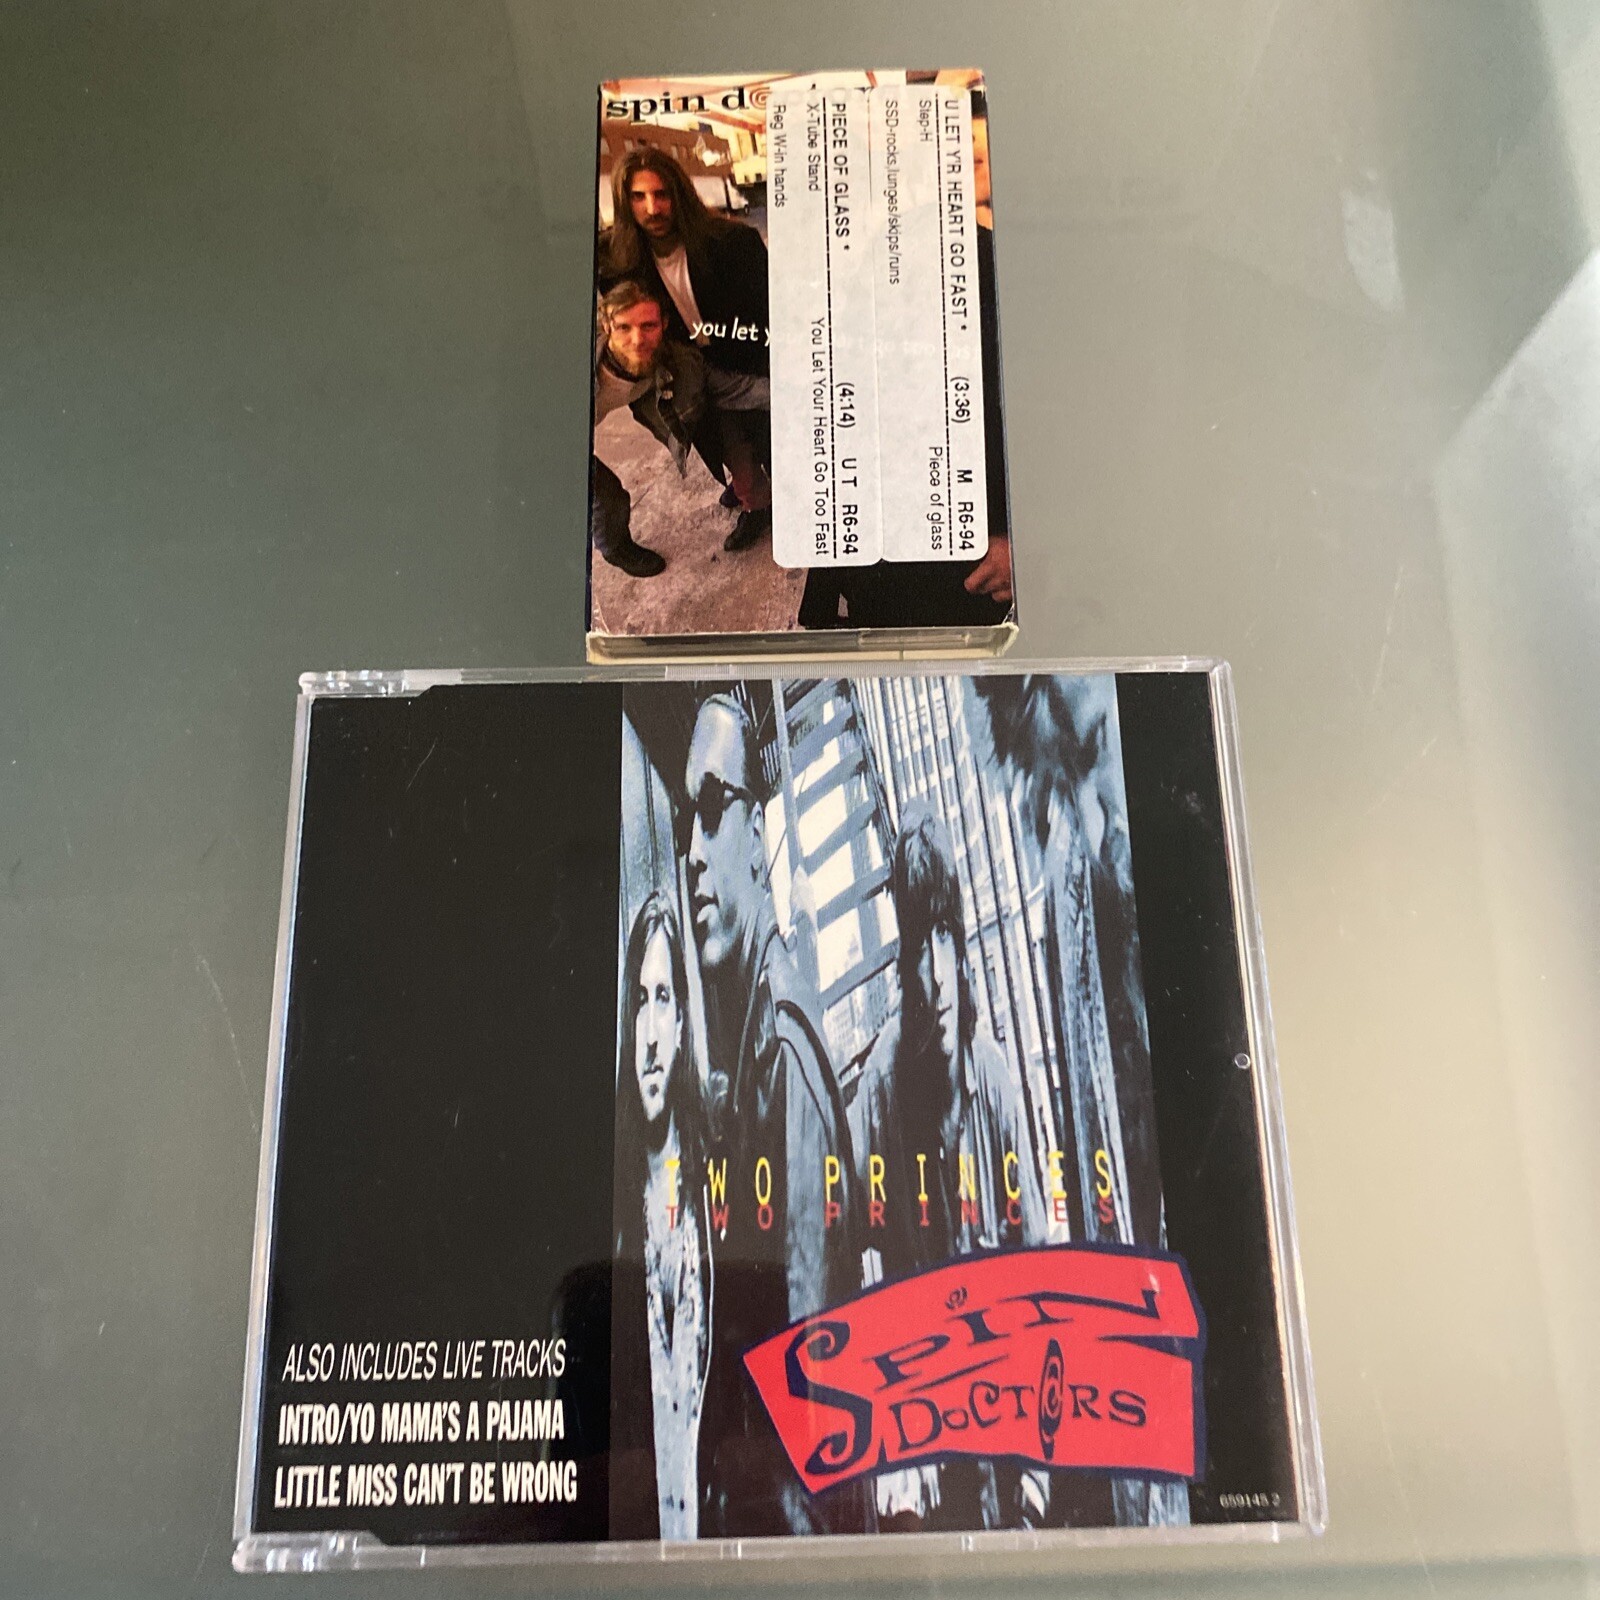 spin d
you let y
U LET Y'R HEART GO FAST * (3:36) M R6-94
Step-H Piece of glass
SSD-rocks,lunges/skips/runs
PIECE OF GLASS * (4:14) U T R6-94
X-Tube Stand You Let Your Heart Go Too Fast
Reg W-in hands
TWO PRINCES
TWO PRINCES
SPiN
DOCTORS
ALSO INCLUDES LIVE TRACKS
INTRO/YO MAMA'S A PAJAMA
LITTLE MISS CAN'T BE WRONG
659145 2